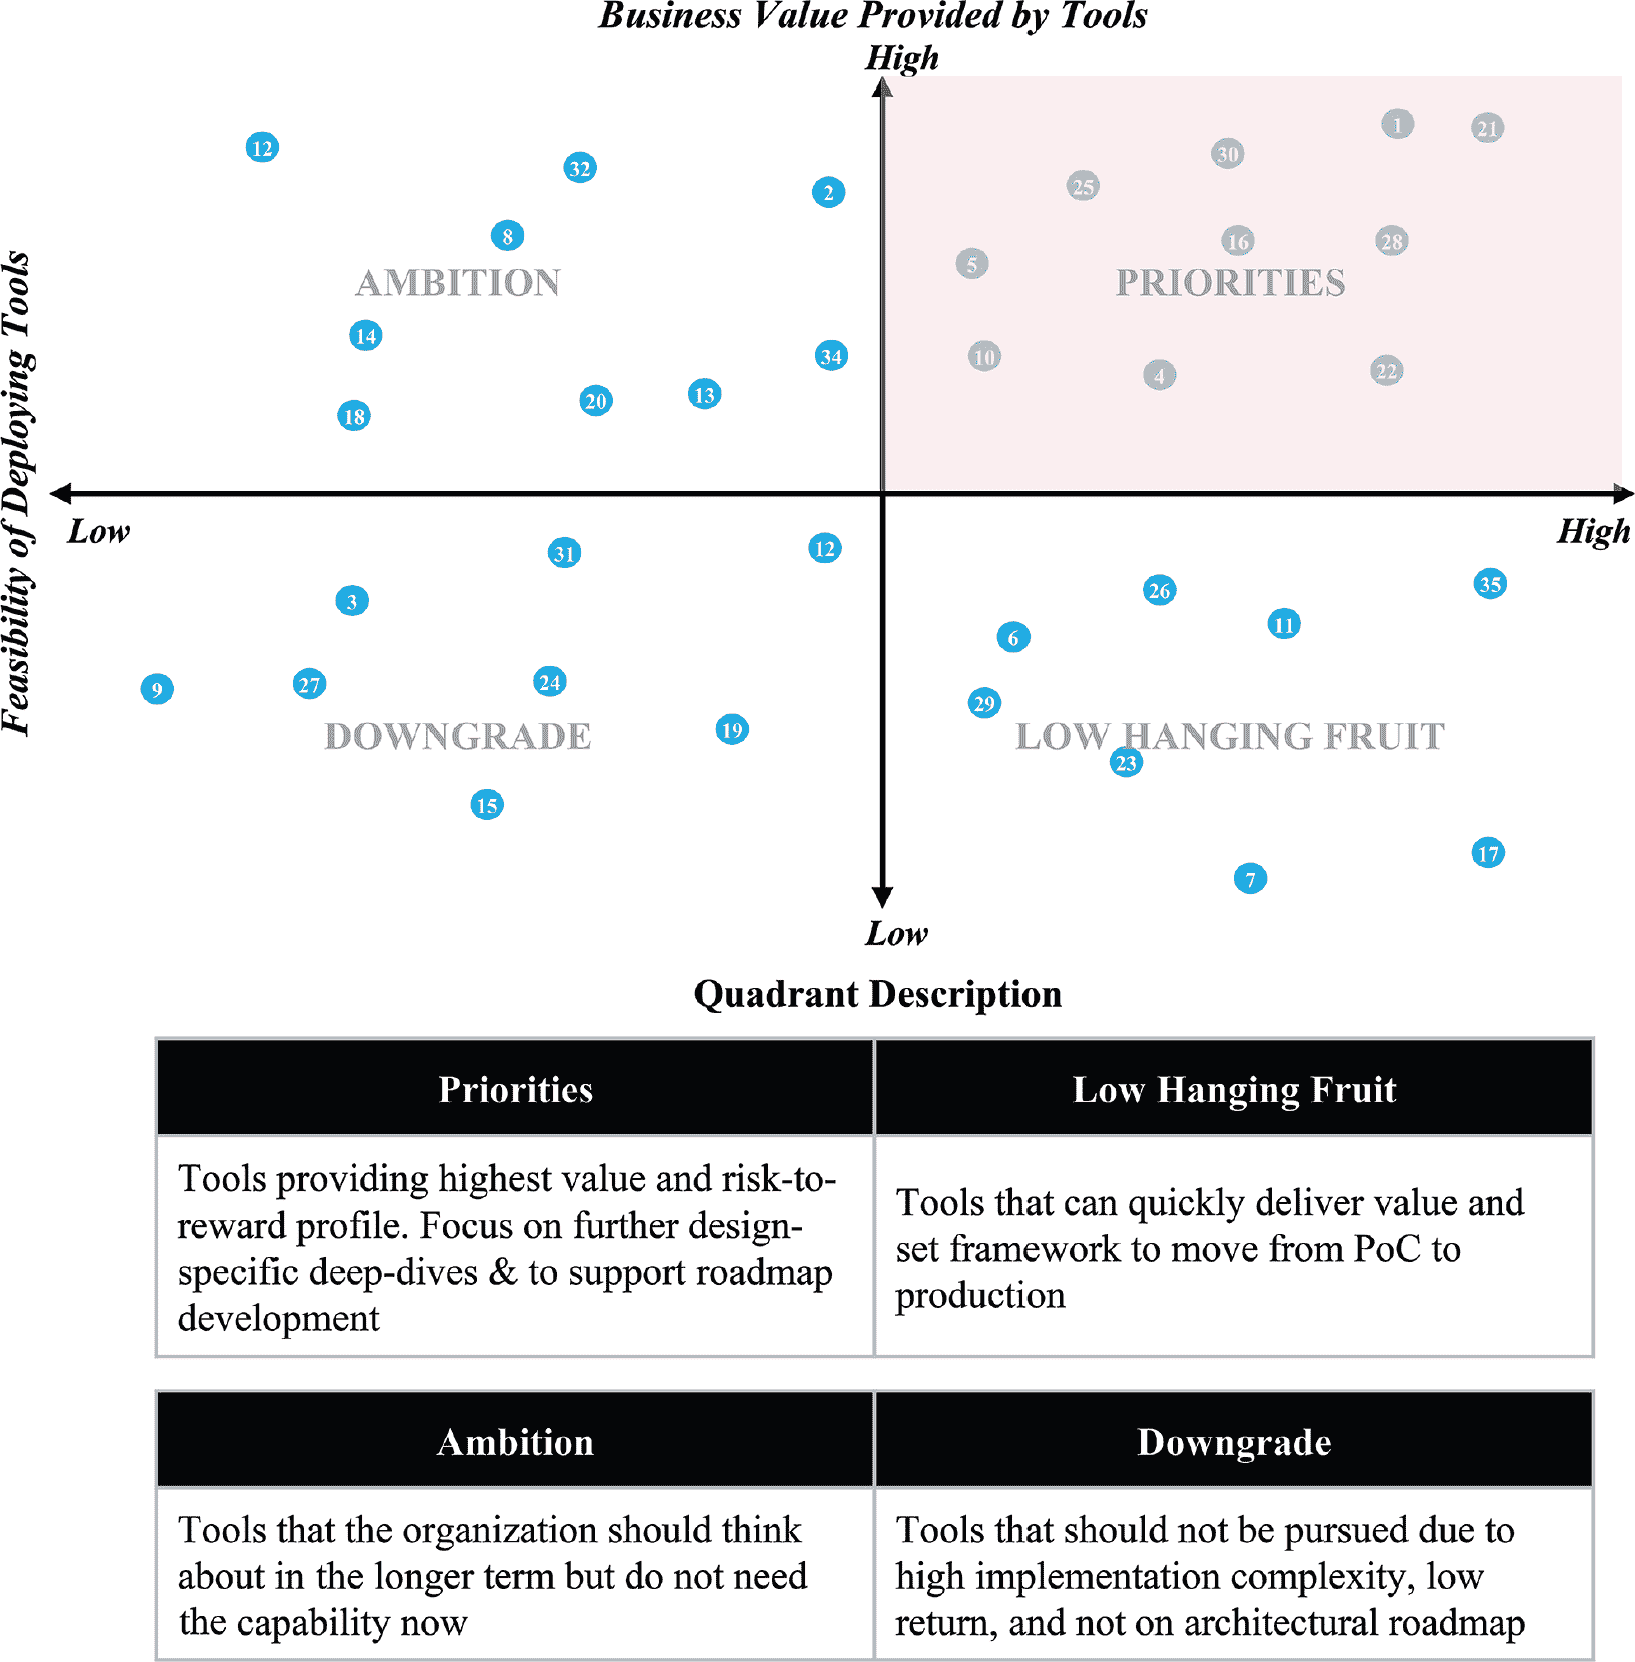 Business Value Provided by Tools
High
Feasibility of Deploying Tools
12
32
2
8
AMBITION
14
34
18
20
13
1
21
30
25
16
28
5
PRIORITIES
10
4
22
Low
High
31
12
3
9
27
24
DOWNGRADE
19
15
26
35
11
6
29
LOW HANGING FRUIT
23
17
7
Low
Quadrant Description
Priorities
Low Hanging Fruit
Tools providing highest value and risk-to-
reward profile. Focus on further design-
specific deep-dives & to support roadmap
development
Tools that can quickly deliver value and
set framework to move from PoC to
production
Ambition
Downgrade
Tools that the organization should think
about in the longer term but do not need
the capability now
Tools that should not be pursued due to
high implementation complexity, low
return, and not on architectural roadmap